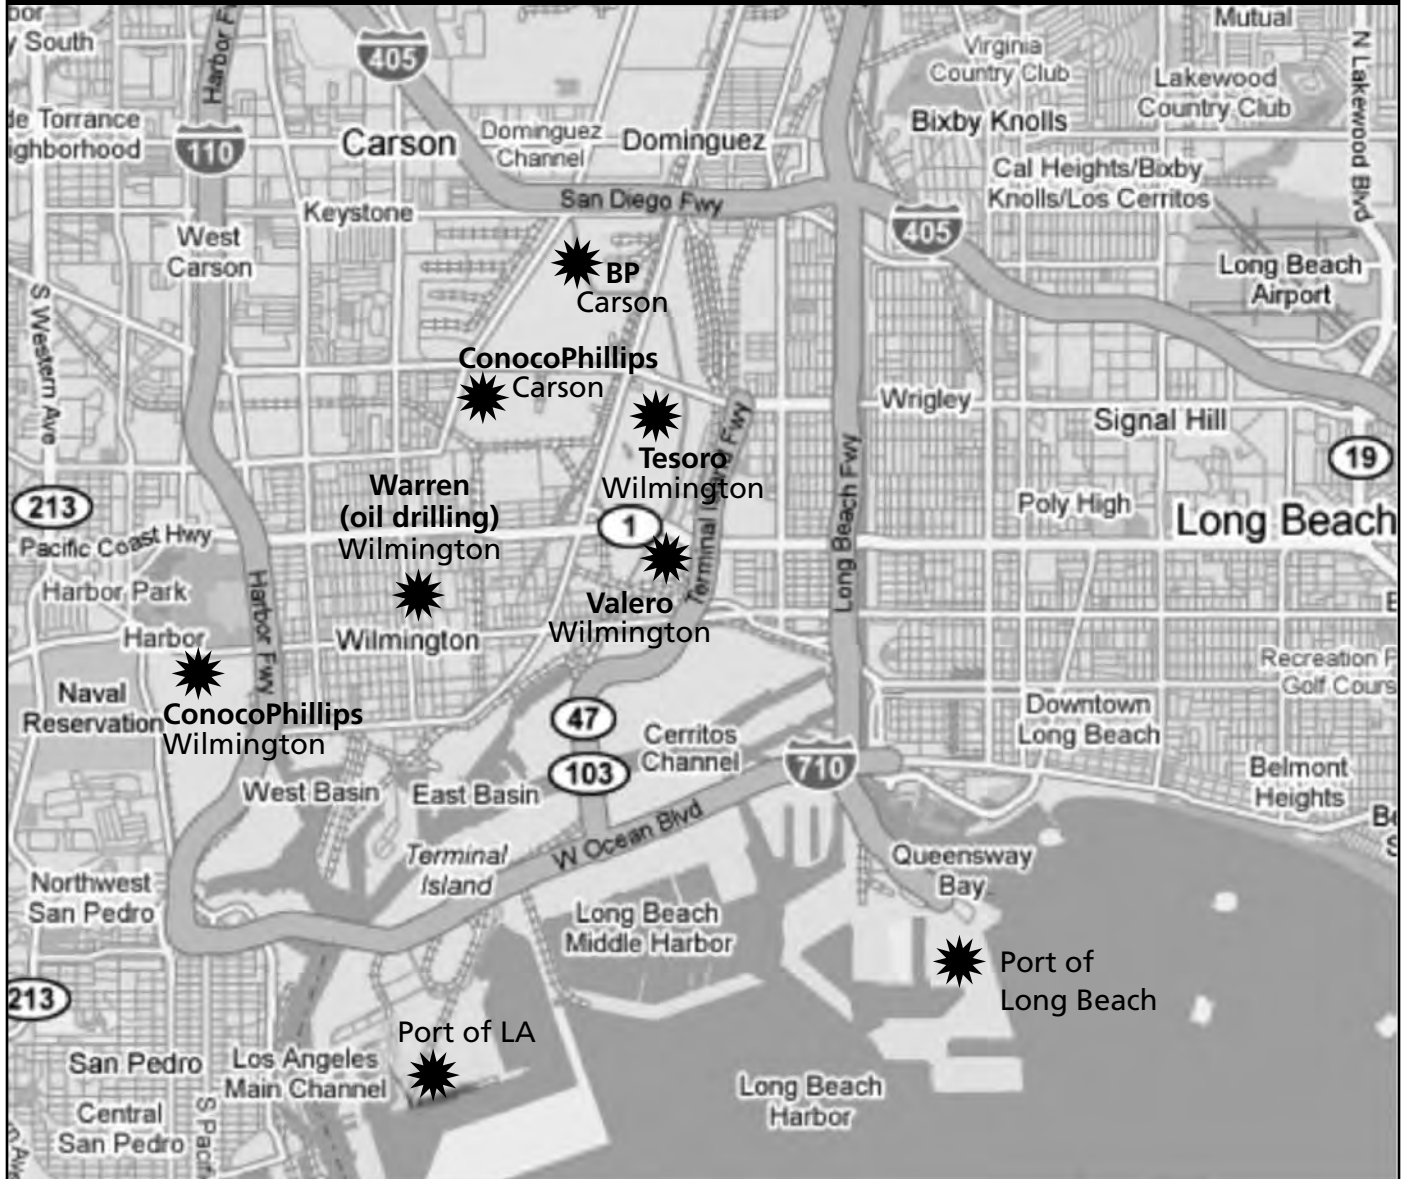 Mutual
y South
405
Harbor F
Virginia
Country Club
Lakewood
Country Club
N Lakewood Blvd
de Torrance
ighborhood
110
Carson
Dominguez
Channel
Dominguez
Bixby Knolls
Cal Heights/Bixby
Knolls/Los Cerritos
Keystone
San Diego Fwy
West
Carson
405
BP
Carson
Long Beach
Airport
S Western Ave
ConocoPhillips
Carson
Wrigley
Signal Hill
19
Tesoro
Wilmington
Terminal Island Fwy
Long Beach Fwy
Warren
(oil drilling)
Wilmington
213
1
Poly High
Long Beach
Pacific Coast Hwy
Harbor Park
Harbor Fwy
Valero
Wilmington
Harbor
Wilmington
Recreation P
Golf Cours
Naval
Reservation
ConocoPhillips
Wilmington
47
Cerritos
Channel
103
710
Downtown
Long Beach
Belmont
Heights
West Basin
East Basin
W Ocean Blvd
Terminal
Island
Queensway
Bay
Northwest
San Pedro
Long Beach
Middle Harbor
Port of
Long Beach
213
Port of LA
San Pedro
Los Angeles
Main Channel
Long Beach
Harbor
Central
San Pedro
S Pacif